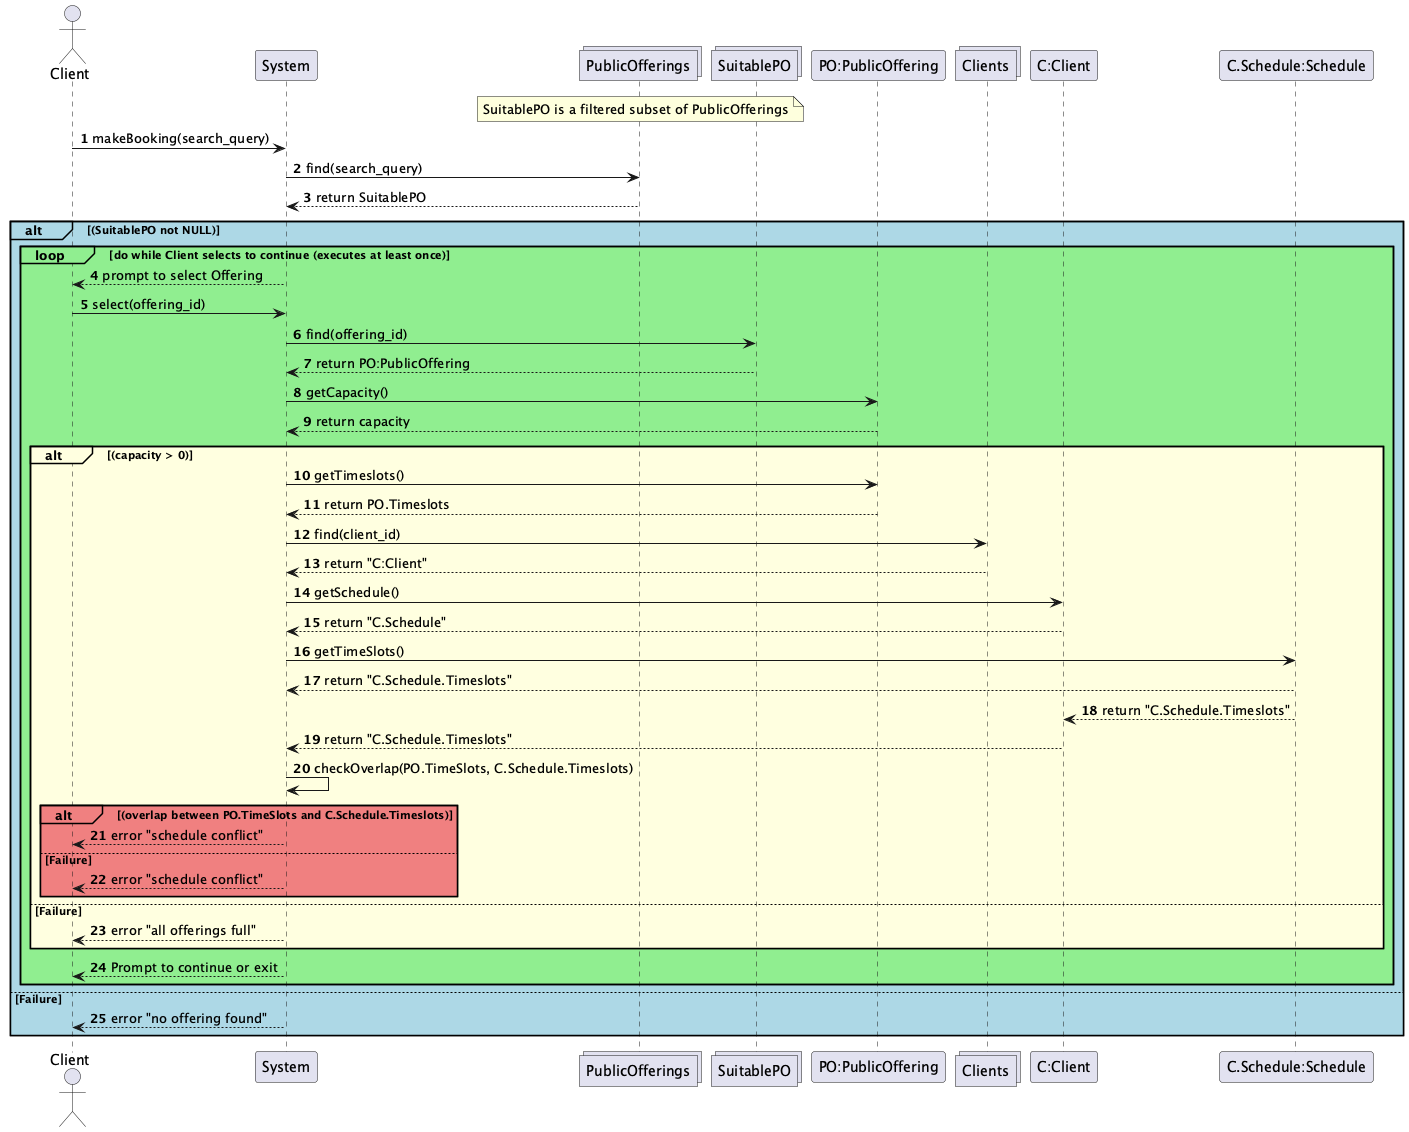 Client
System
PublicOfferings
SuitablePO
PO:PublicOffering
Clients
C:Client
C.Schedule:Schedule
SuitablePO is a filtered subset of PublicOfferings
1 makeBooking(search_query)
2 find(search_query)
3 return SuitablePO
alt [(SuitablePO not NULL)]
loop [do while Client selects to continue (executes at least once)]
4 prompt to select Offering
5 select(offering_id)
6 find(offering_id)
7 return PO:PublicOffering
8 getCapacity()
9 return capacity
alt [(capacity > 0)]
10 getTimeslots()
11 return PO.Timeslots
12 find(client_id)
13 return "C:Client"
14 getSchedule()
15 return "C.Schedule"
16 getTimeSlots()
17 return "C.Schedule.Timeslots"
18 return "C.Schedule.Timeslots"
19 return "C.Schedule.Timeslots"
20 checkOverlap(PO.TimeSlots, C.Schedule.Timeslots)
alt [(overlap between PO.TimeSlots and C.Schedule.Timeslots)]
21 error "schedule conflict"
[Failure]
22 error "schedule conflict"
[Failure]
23 error "all offerings full"
24 Prompt to continue or exit
[Failure]
25 error "no offering found"
Client
System
PublicOfferings
SuitablePO
PO:PublicOffering
Clients
C:Client
C.Schedule:Schedule